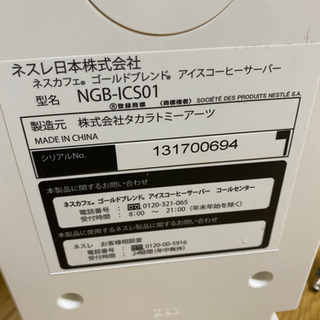 ネスレ日本株式会社
ネスカフェ® ゴールドブレンド® アイスコーヒーサーバー
型名 NGB-ICS01
®登録商標 (商標権者) SOCIÉTÉ DES PRODUITS NESTLÉ S.A.
製造元 株式会社タカラトミーアーツ
MADE IN CHINA
シリアルNo. 131700694
本製品に関するお問い合わせ
ネスカフェ® ゴールドブレンド® アイスコーヒーサーバー コールセンター
電話番号 : 0120-321-065
受付時間 : 8:00 〜 21:00 (年末年始を除く)
本製品に使用するネスレ製品に関するお問い合わせ
ネスレ お客様相談室
電話番号 : 0120-00-5916
受付時間 : 24時間 (年中無休)